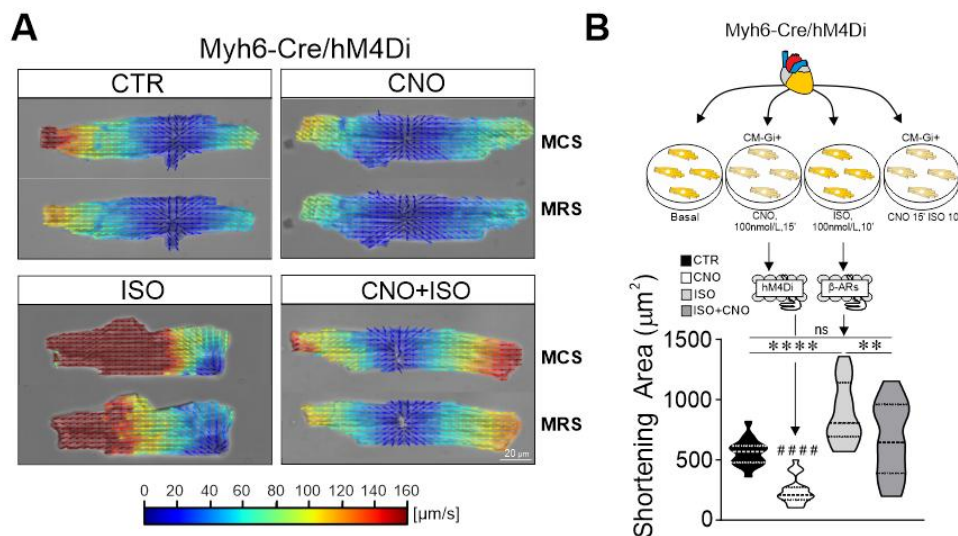 A
Myh6-Cre/hM4Di
CTR
CNO
MCS
MRS
ISO
CNO+ISO
MCS
MRS
20 µm
0 20 40 60 80 100 120 140 160 [µm/s]
B
Myh6-Cre/hM4Di
CM-Gi+
CM-Gi+
Basal
CNO,
100nmol/L,15'
ISO,
100nmol/L,10'
CNO 15' ISO 10
CTR
CNO
ISO
ISO+CNO
hM4Di
β-ARs
Shortening Area (µm²)
ns
**** **
1500
1000
500
0
####